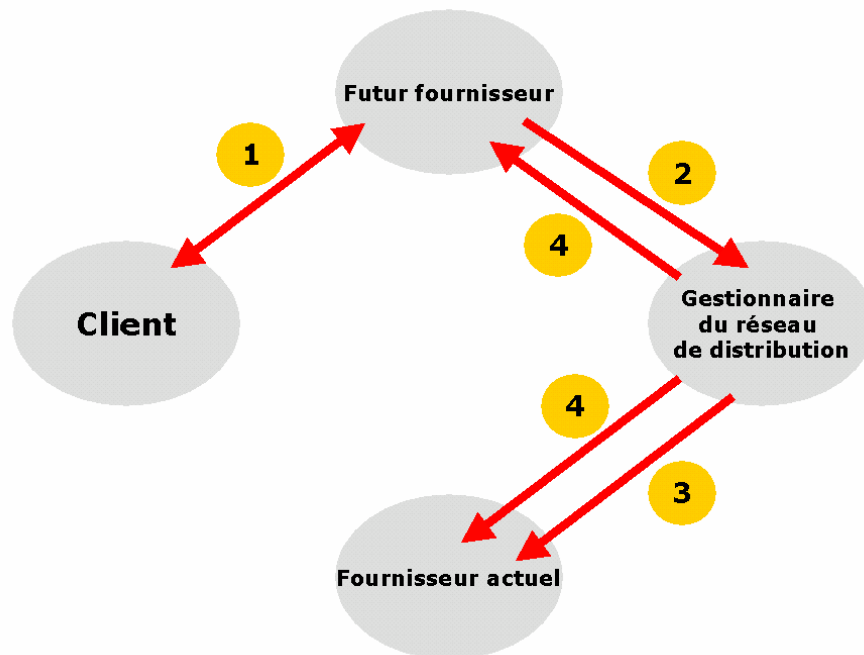 Futur fournisseur
1
2
4
Client
Gestionnaire
du réseau
de distribution
4
3
Fournisseur actuel